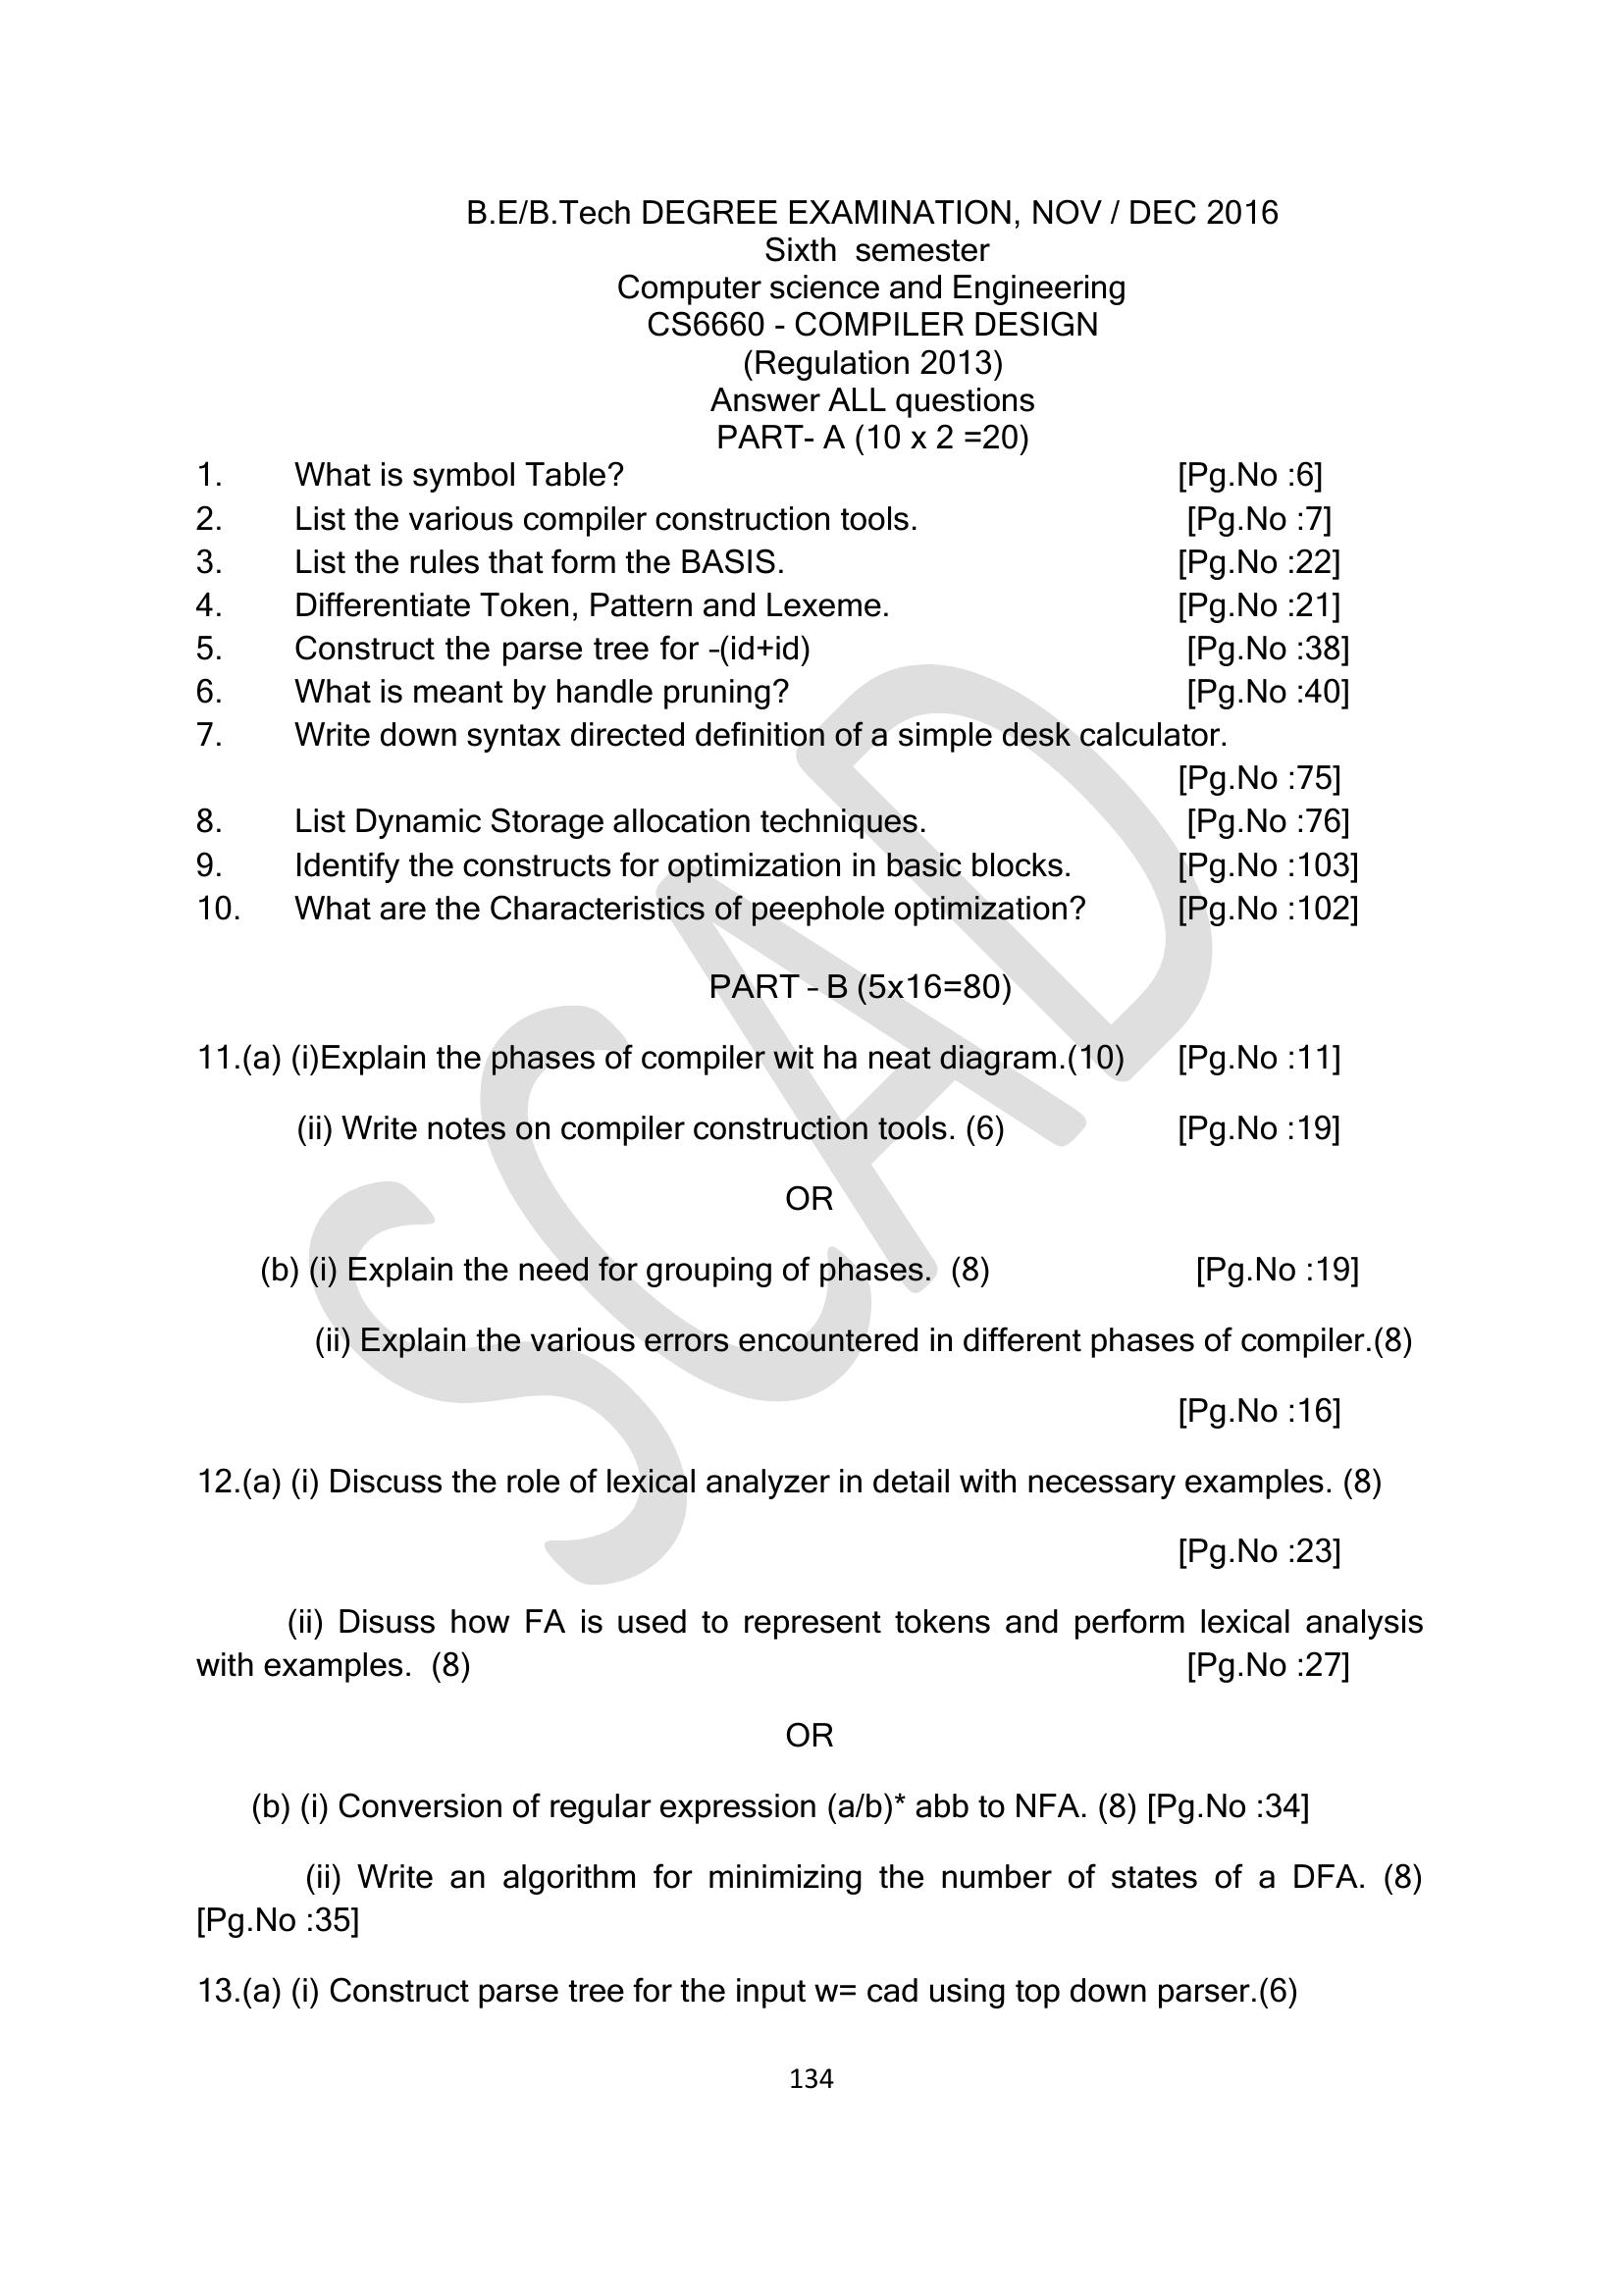 B.E/B.Tech DEGREE EXAMINATION, NOV / DEC 2016
Sixth semester
Computer science and Engineering
CS6660 - COMPILER DESIGN
(Regulation 2013)
Answer ALL questions
PART- A (10 x 2 =20)
1. What is symbol Table? [Pg.No :6]
2. List the various compiler construction tools. [Pg.No :7]
3. List the rules that form the BASIS. [Pg.No :22]
4. Differentiate Token, Pattern and Lexeme. [Pg.No :21]
5. Construct the parse tree for -(id+id) [Pg.No :38]
6. What is meant by handle pruning? [Pg.No :40]
7. Write down syntax directed definition of a simple desk calculator.
[Pg.No :75]
8. List Dynamic Storage allocation techniques. [Pg.No :76]
9. Identify the constructs for optimization in basic blocks. [Pg.No :103]
10. What are the Characteristics of peephole optimization? [Pg.No :102]
PART - B (5x16=80)
11.(a) (i)Explain the phases of compiler wit ha neat diagram.(10) [Pg.No :11]
(ii) Write notes on compiler construction tools. (6) [Pg.No :19]
OR
(b) (i) Explain the need for grouping of phases. (8) [Pg.No :19]
(ii) Explain the various errors encountered in different phases of compiler.(8)
[Pg.No :16]
12.(a) (i) Discuss the role of lexical analyzer in detail with necessary examples. (8)
[Pg.No :23]
(ii) Disuss how FA is used to represent tokens and perform lexical analysis
with examples. (8) [Pg.No :27]
OR
(b) (i) Conversion of regular expression (a/b)* abb to NFA. (8) [Pg.No :34]
(ii) Write an algorithm for minimizing the number of states of a DFA. (8)
[Pg.No :35]
13.(a) (i) Construct parse tree for the input w= cad using top down parser.(6)
134
SCAD